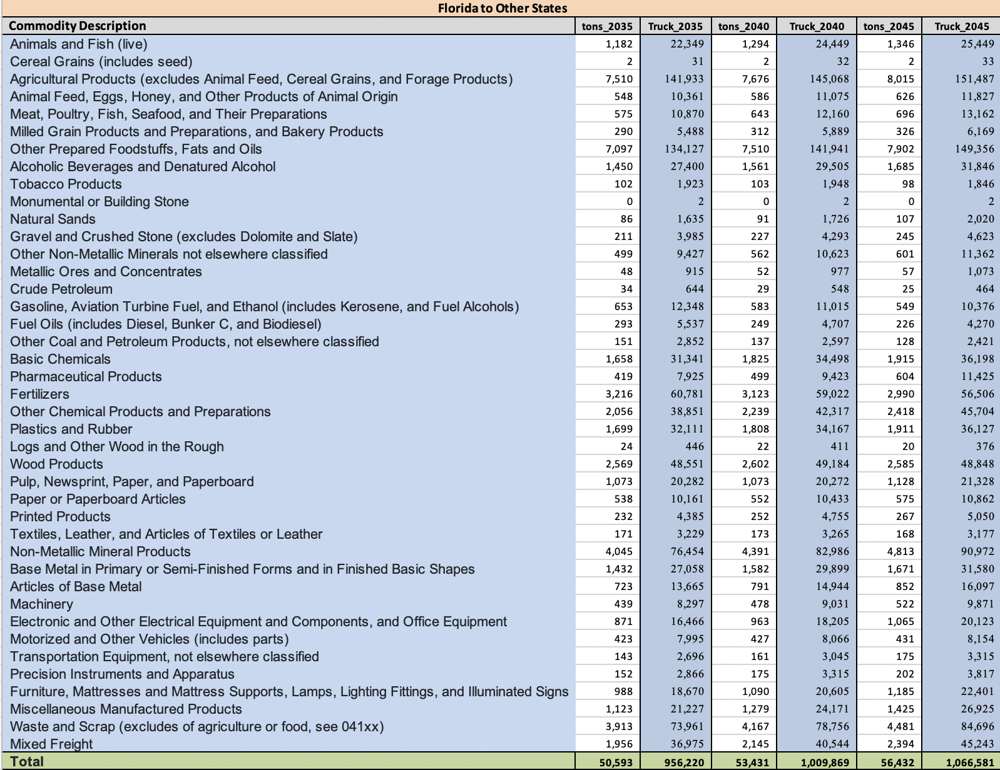 Florida to Other States
Commodity Description tons_2035 Truck_2035 tons_2040 Truck_2040 tons_2045 Truck_2045
Animals and Fish (live) 1,182 22,349 1,294 24,449 1,346 25,449
Cereal Grains (includes seed) 2 31 2 32 2 33
Agricultural Products (excludes Animal Feed, Cereal Grains, and Forage Products) 7,510 141,933 7,676 145,068 8,015 151,487
Animal Feed, Eggs, Honey, and Other Products of Animal Origin 548 10,361 586 11,075 626 11,827
Meat, Poultry, Fish, Seafood, and Their Preparations 575 10,870 643 12,160 696 13,162
Milled Grain Products and Preparations, and Bakery Products 290 5,488 312 5,889 326 6,169
Other Prepared Foodstuffs, Fats and Oils 7,097 134,127 7,510 141,941 7,902 149,356
Alcoholic Beverages and Denatured Alcohol 1,450 27,400 1,561 29,505 1,685 31,846
Tobacco Products 102 1,923 103 1,948 98 1,846
Monumental or Building Stone 0 2 0 2 0 2
Natural Sands 86 1,635 91 1,726 107 2,020
Gravel and Crushed Stone (excludes Dolomite and Slate) 211 3,985 227 4,293 245 4,623
Other Non-Metallic Minerals not elsewhere classified 499 9,427 562 10,623 601 11,362
Metallic Ores and Concentrates 48 915 52 977 57 1,073
Crude Petroleum 34 644 29 548 25 464
Gasoline, Aviation Turbine Fuel, and Ethanol (includes Kerosene, and Fuel Alcohols) 653 12,348 583 11,015 549 10,376
Fuel Oils (includes Diesel, Bunker C, and Biodiesel) 293 5,537 249 4,707 226 4,270
Other Coal and Petroleum Products, not elsewhere classified 151 2,852 137 2,597 128 2,421
Basic Chemicals 1,658 31,341 1,825 34,498 1,915 36,198
Pharmaceutical Products 419 7,925 499 9,423 604 11,425
Fertilizers 3,216 60,781 3,123 59,022 2,990 56,506
Other Chemical Products and Preparations 2,056 38,851 2,239 42,317 2,418 45,704
Plastics and Rubber 1,699 32,111 1,808 34,167 1,911 36,127
Logs and Other Wood in the Rough 24 446 22 411 20 376
Wood Products 2,569 48,551 2,602 49,184 2,585 48,848
Pulp, Newsprint, Paper, and Paperboard 1,073 20,282 1,073 20,272 1,128 21,328
Paper or Paperboard Articles 538 10,161 552 10,433 575 10,862
Printed Products 232 4,385 252 4,755 267 5,050
Textiles, Leather, and Articles of Textiles or Leather 171 3,229 173 3,265 168 3,177
Non-Metallic Mineral Products 4,045 76,454 4,391 82,986 4,813 90,972
Base Metal in Primary or Semi-Finished Forms and in Finished Basic Shapes 1,432 27,058 1,582 29,899 1,671 31,580
Articles of Base Metal 723 13,665 791 14,944 852 16,097
Machinery 439 8,297 478 9,031 522 9,871
Electronic and Other Electrical Equipment and Components, and Office Equipment 871 16,466 963 18,205 1,065 20,123
Motorized and Other Vehicles (includes parts) 423 7,995 427 8,066 431 8,154
Transportation Equipment, not elsewhere classified 143 2,696 161 3,045 175 3,315
Precision Instruments and Apparatus 152 2,866 175 3,315 202 3,817
Furniture, Mattresses and Mattress Supports, Lamps, Lighting Fittings, and Illuminated Signs 988 18,670 1,090 20,605 1,185 22,401
Miscellaneous Manufactured Products 1,123 21,227 1,279 24,171 1,425 26,925
Waste and Scrap (excludes of agriculture or food, see 041xx) 3,913 73,961 4,167 78,756 4,481 84,696
Mixed Freight 1,956 36,975 2,145 40,544 2,394 45,243
Total 50,593 956,220 53,431 1,009,869 56,432 1,066,581